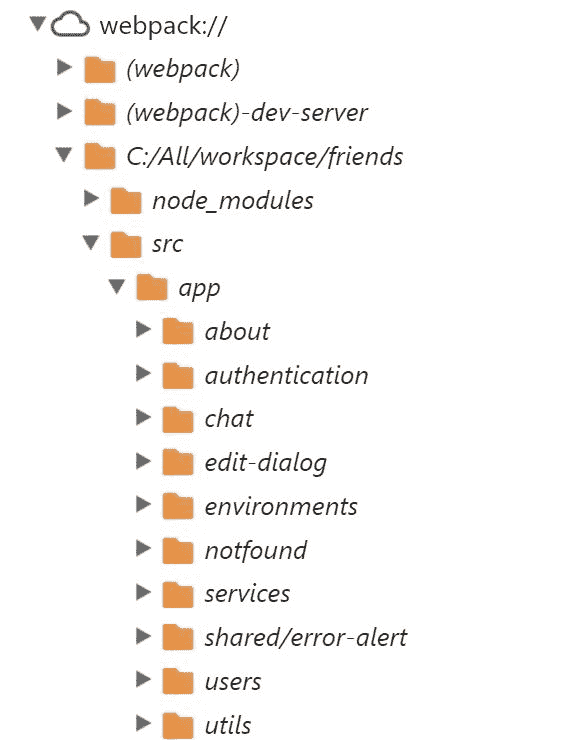 webpack://
(webpack)
(webpack)-dev-server
C:/All/workspace/friends
node_modules
src
app
about
authentication
chat
edit-dialog
environments
notfound
services
shared/error-alert
users
utils